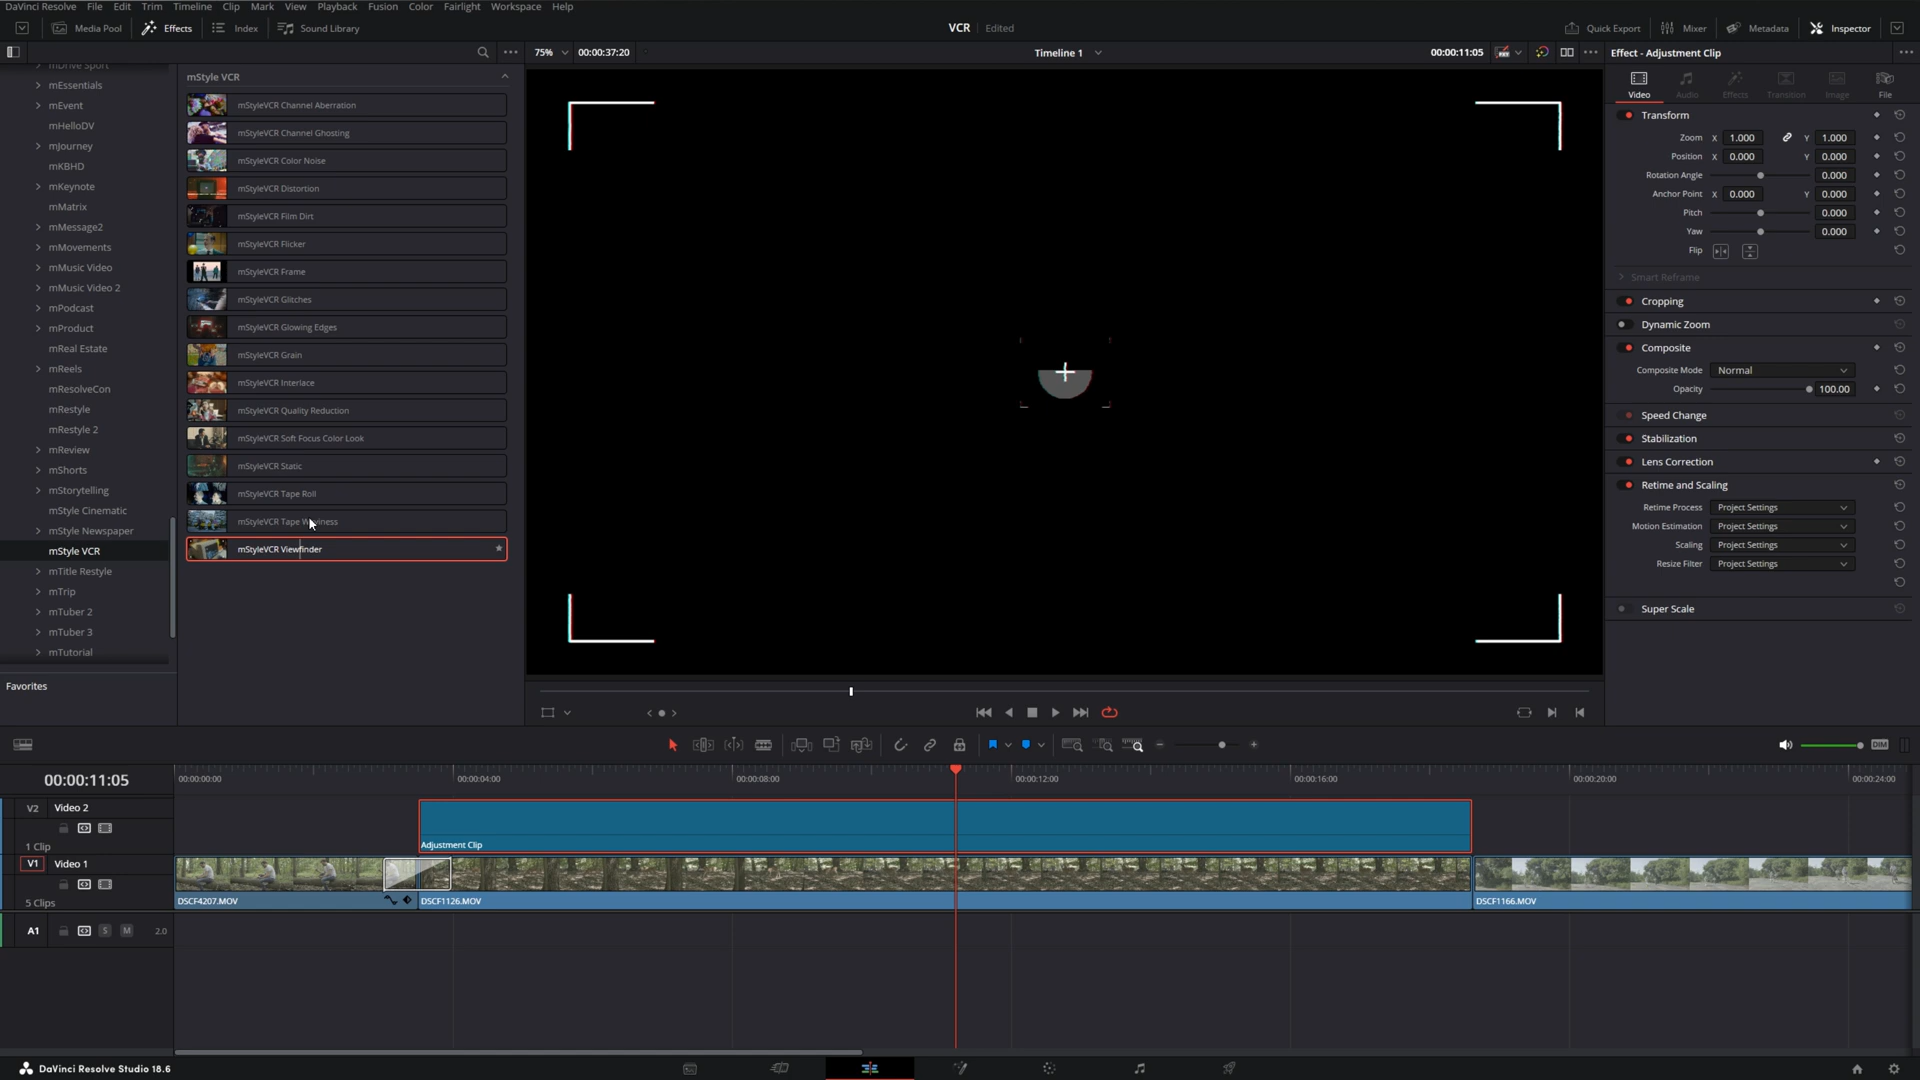 DaVinci Resolve File Edit Trim Timeline Clip Mark View Playback Fusion Color Fairlight Workspace Help
Media Pool Effects Index Sound Library VCR Edited Quick Export Mixer Metadata Inspector
75% 00:00:37:20 Timeline 1 00:00:11:05 Effect - Adjustment Clip
mDrive Sport
mEssentials
mEvent
mHelloDV
mJourney
mKBHD
mKeynote
mMatrix
mMessage2
mMovements
mMusic Video
mMusic Video 2
mPodcast
mProduct
mReal Estate
mReels
mResolveCon
mRestyle
mRestyle 2
mReview
mShorts
mStorytelling
mStyle Cinematic
mStyle Newspaper
mStyle VCR
mTitle Restyle
mTrip
mTuber 2
mTuber 3
mTutorial
Favorites
mStyle VCR
mStyleVCR Channel Aberration
mStyleVCR Channel Ghosting
mStyleVCR Color Noise
mStyleVCR Distortion
mStyleVCR Film Dirt
mStyleVCR Flicker
mStyleVCR Frame
mStyleVCR Glitches
mStyleVCR Glowing Edges
mStyleVCR Grain
mStyleVCR Interlace
mStyleVCR Quality Reduction
mStyleVCR Soft Focus Color Look
mStyleVCR Static
mStyleVCR Tape Roll
mStyleVCR Tape
mStyleVCR Viewfinder
Video Audio Effects Transition Image File
Transform
Zoom X 1.000 Y 1.000
Position X 0.000 Y 0.000
Rotation Angle 0.000
Anchor Point X 0.000 Y 0.000
Pitch 0.000
Yaw 0.000
Flip
Smart Reframe
Cropping
Dynamic Zoom
Composite
Composite Mode Normal
Opacity 100.00
Speed Change
Stabilization
Lens Correction
Retime and Scaling
Retime Process Project Settings
Motion Estimation Project Settings
Scaling Project Settings
Resize Filter Project Settings
Super Scale
DIM
00:00:11:05 00:00:00:00 00:00:04:00 00:00:08:00 00:00:12:00 00:00:16:00 00:00:20:00 00:00:24:00
V2 Video 2
1 Clip Adjustment Clip
V1 Video 1
5 Clips DSCF4207.MOV DSCF1126.MOV DSCF1166.MOV
A1 S M 2.0
DaVinci Resolve Studio 18.6